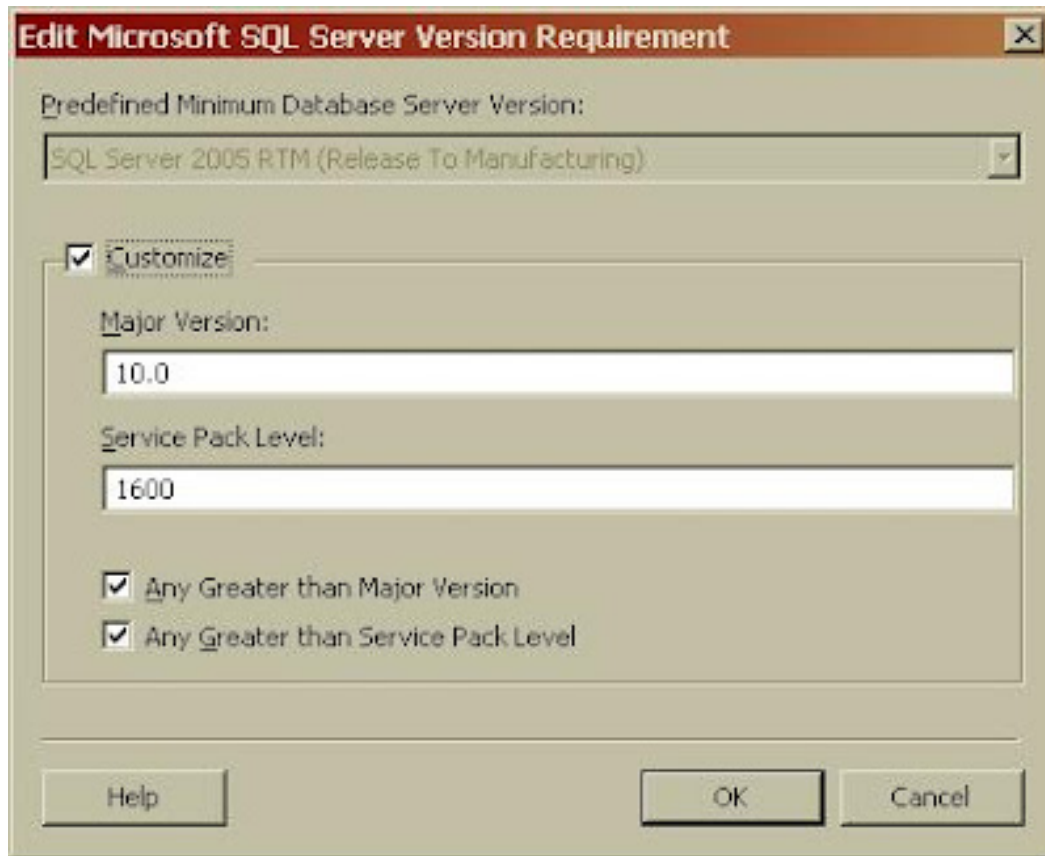 Edit Microsoft SQL Server Version Requirement
Predefined Minimum Database Server Version:
SQL Server 2005 RTM (Release To Manufacturing)
Customize
Major Version:
10.0
Service Pack Level:
1600
Any Greater than Major Version
Any Greater than Service Pack Level
Help OK Cancel